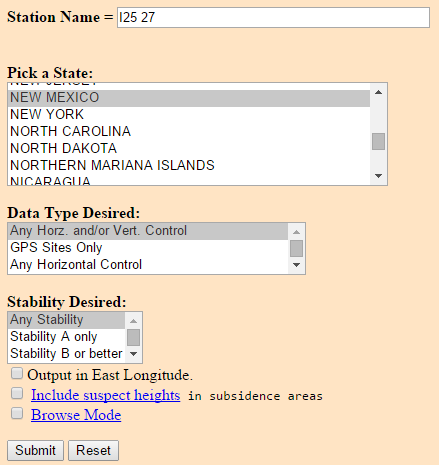 Station Name = I25 27
Pick a State:
NEW JERSEY
NEW MEXICO
NEW YORK
NORTH CAROLINA
NORTH DAKOTA
NORTHERN MARIANA ISLANDS
NICARAGUA
Data Type Desired:
Any Horz. and/or Vert. Control
GPS Sites Only
Any Horizontal Control
Stability Desired:
Any Stability
Stability A only
Stability B or better
Output in East Longitude.
Include suspect heights in subsidence areas
Browse Mode
Submit Reset